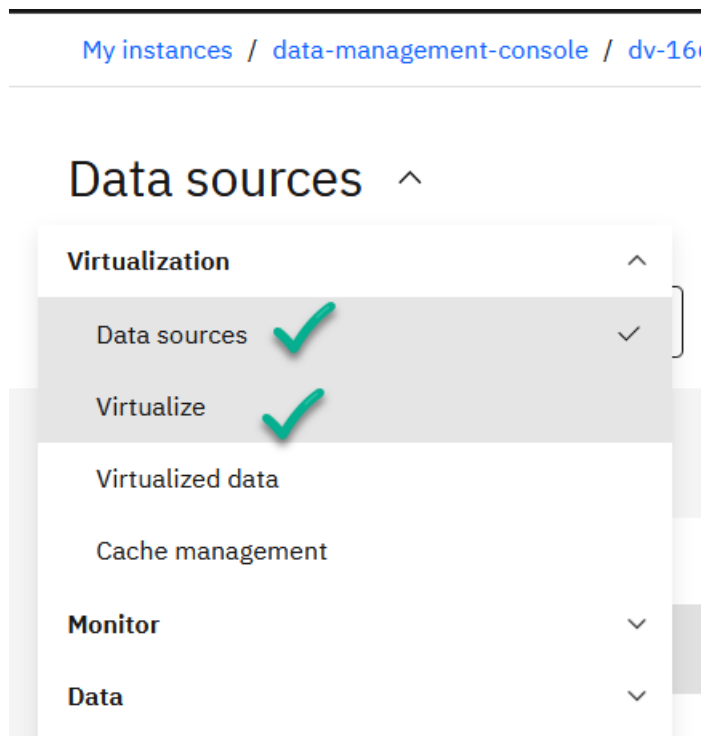 My instances / data-management-console / dv-16
Data sources
Virtualization
Data sources
Virtualize
Virtualized data
Cache management
Monitor
Data